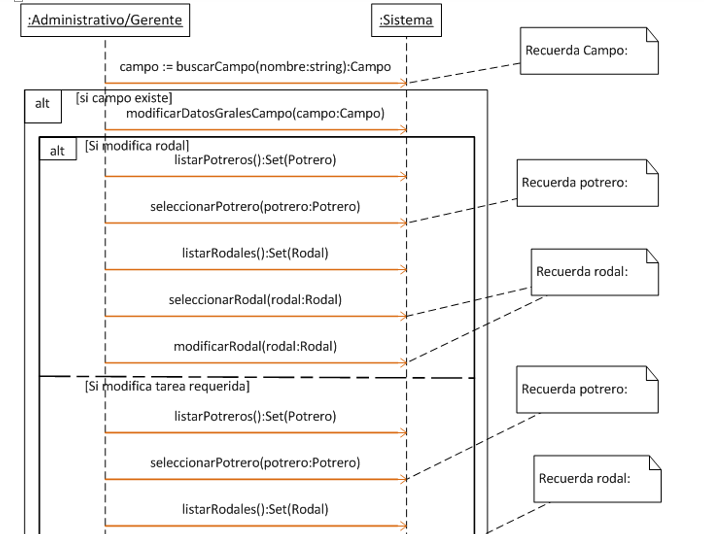 :Administrativo/Gerente
:Sistema
Recuerda Campo:
campo := buscarCampo(nombre:string):Campo
alt
[si campo existe]
modificarDatosGralesCampo(campo:Campo)
alt
[Si modifica rodal]
listarPotreros():Set(Potrero)
Recuerda potrero:
seleccionarPotrero(potrero:Potrero)
listarRodales():Set(Rodal)
Recuerda rodal:
seleccionarRodal(rodal:Rodal)
modificarRodal(rodal:Rodal)
[Si modifica tarea requerida]
Recuerda potrero:
listarPotreros():Set(Potrero)
seleccionarPotrero(potrero:Potrero)
Recuerda rodal:
listarRodales():Set(Rodal)